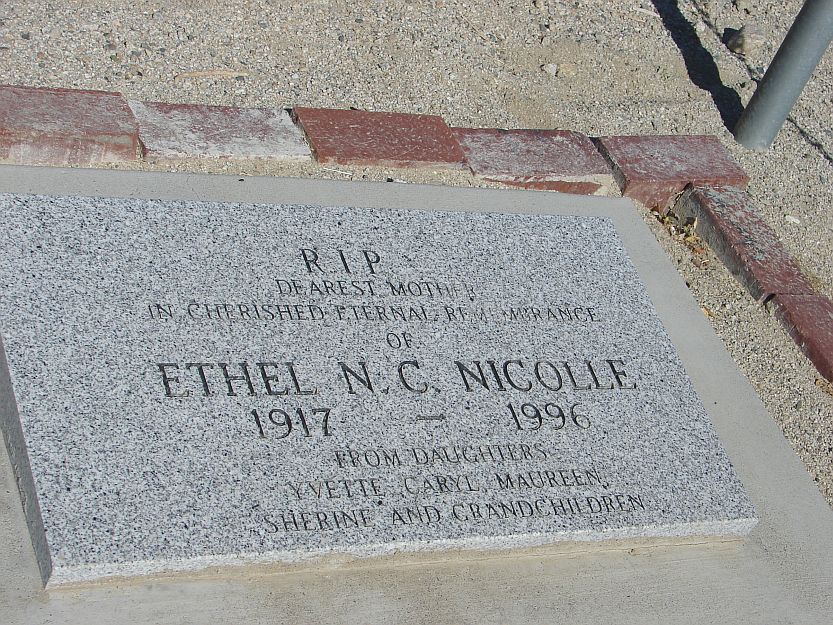 R.I.P.
DEAREST MOTHER
IN CHERISHED ETERNAL REMEMBRANCE
OF
ETHEL N. C. NICOLLE
1917 — 1996
FROM DAUGHTERS
YVETTE, CARYL, MAUREEN,
SHERINE AND GRANDCHILDREN